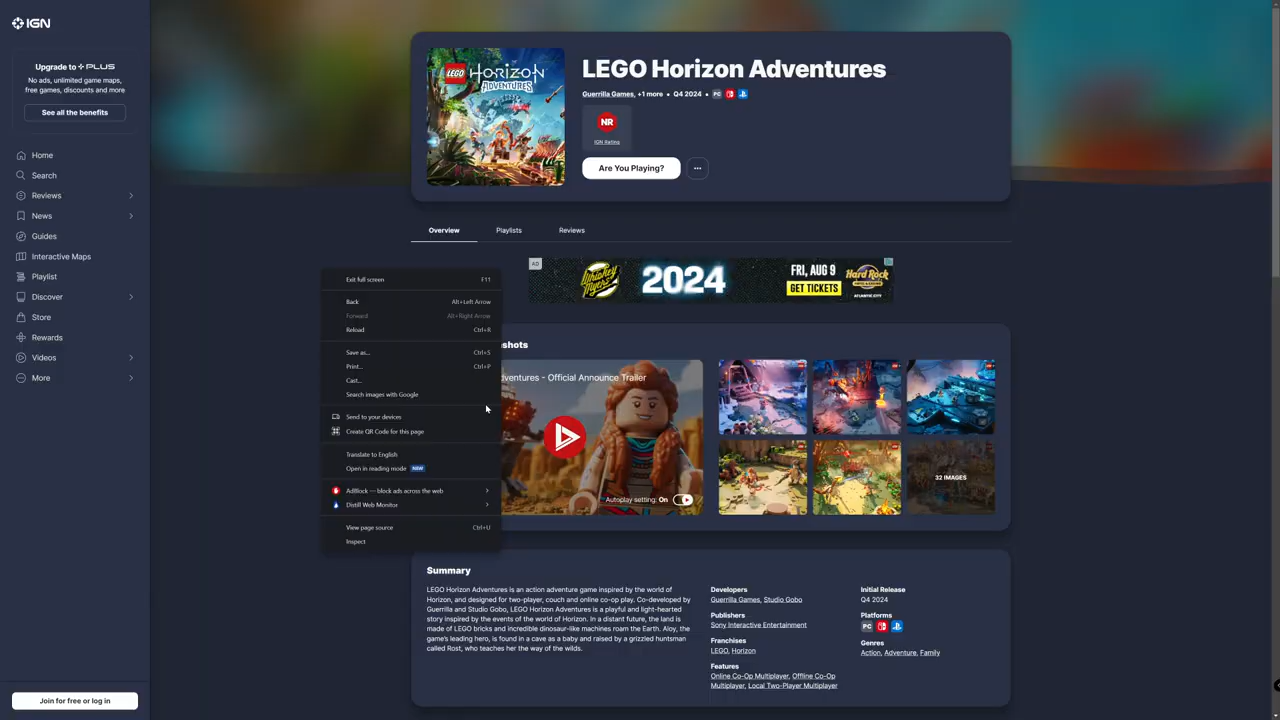 IGN
Upgrade to PLUS
No ads, unlimited game maps,
free games, discounts and more
See all the benefits
Home
Search
Reviews
News
Guides
Interactive Maps
Playlist
Discover
Store
Rewards
Videos
More
Join for free or log in
LEGO HORIZON
ADVENTURES
LEGO Horizon Adventures
Guerrilla Games, +1 more • Q4 2024 • PC
NR
IGN Rating
Are You Playing?
Overview Playlists Reviews
AD
Whiskey Myers 2024 FRI, AUG 9 GET TICKETS Hard Rock
ATLANTIC CITY
Exit full screen F11
Back Alt+Left Arrow
Forward Alt+Right Arrow
Reload Ctrl+R
Save as... Ctrl+S
Print... Ctrl+P
Cast...
Search images with Google
Send to your devices
Create QR Code for this page
Translate to English
Open in reading mode NEW
AdBlock — block ads across the web
Distill Web Monitor
View page source Ctrl+U
Inspect
shots
ventures - Official Announce Trailer
Autoplay setting: On
32 IMAGES
Summary
LEGO Horizon Adventures is an action adventure game inspired by the world of
Horizon, and designed for two-player, couch and online co-op play. Co-developed by
Guerrilla and Studio Gobo, LEGO Horizon Adventures is a playful and light-hearted
story inspired by the events of the world of Horizon. In a distant future, the land is
made of LEGO bricks and incredible dinosaur-like machines roam the Earth. Aloy, the
game's leading hero, is found in a cave as a baby and raised by a grizzled huntsman
called Rost, who teaches her the way of the wilds.
Developers
Guerrilla Games, Studio Gobo
Publishers
Sony Interactive Entertainment
Franchises
LEGO, Horizon
Features
Online Co-Op Multiplayer, Offline Co-Op
Multiplayer, Local Two-Player Multiplayer
Initial Release
Q4 2024
Platforms
PC
Genres
Action, Adventure, Family